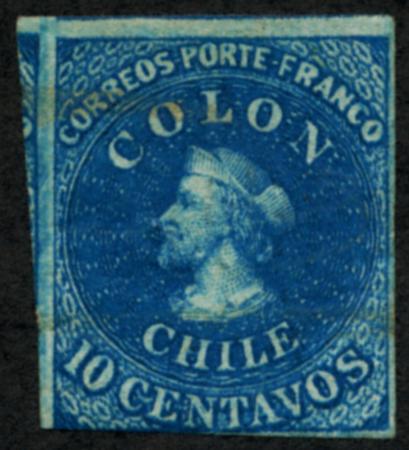 CORREOS PORTE-FRANCO
COLON
CHILE
10 CENTAVOS